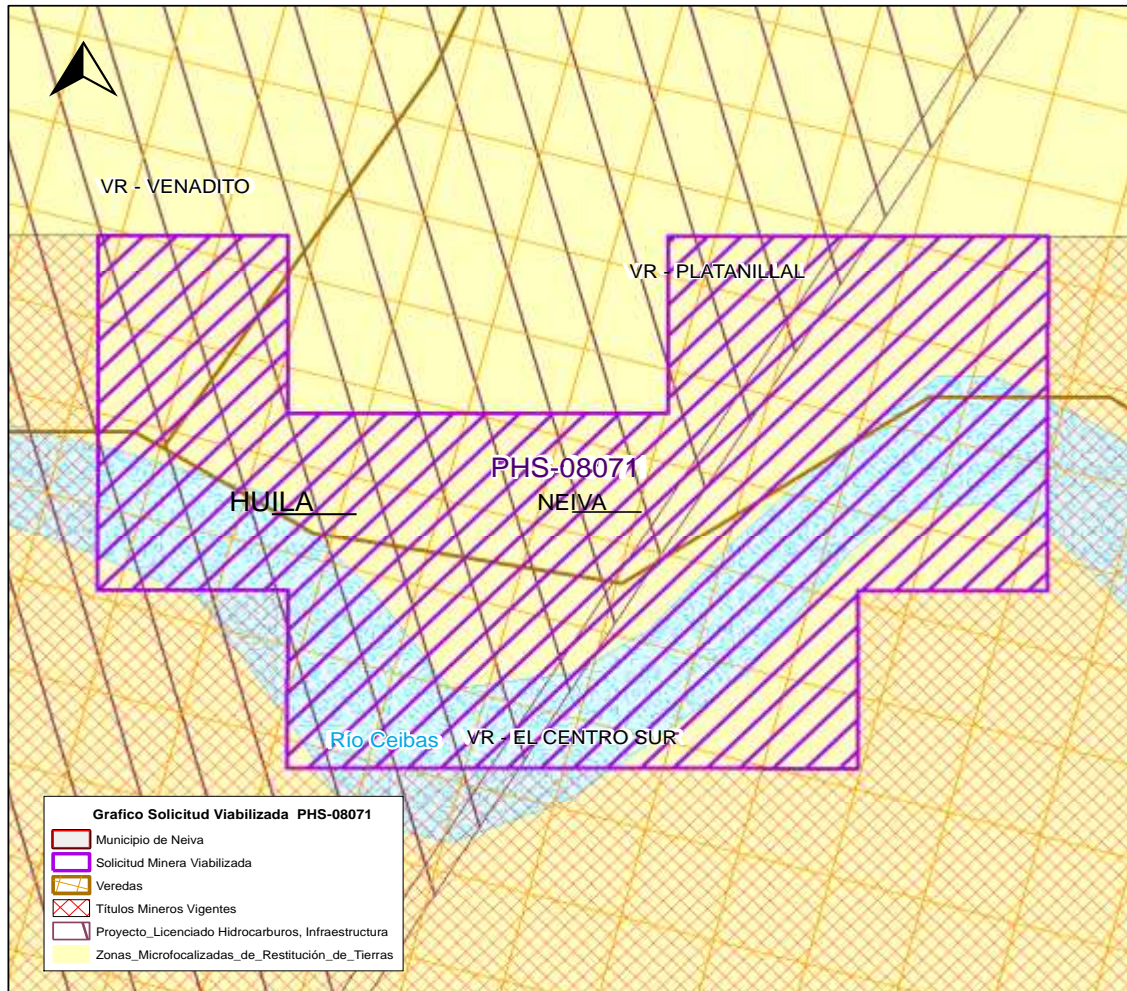 VR - VENADITO
VR - PLATANILLAL
PHS-08071
HUILA
NEIVA
Río Ceibas
VR - EL CENTRO SUR
Grafico Solicitud Viabilizada PHS-08071
Municipio de Neiva
Solicitud Minera Viabilizada
Veredas
Títulos Mineros Vigentes
Proyecto_Licenciado Hidrocarburos, Infraestructura
Zonas_Microfocalizadas_de_Restitución_de_Tierras